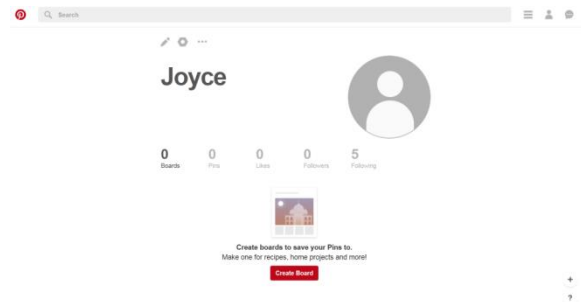 Search
Joyce
0 0 0 0 5
Boards Pins Likes Followers Following
Create boards to save your Pins to.
Make one for recipes, home projects and more!
Create Board
+
?